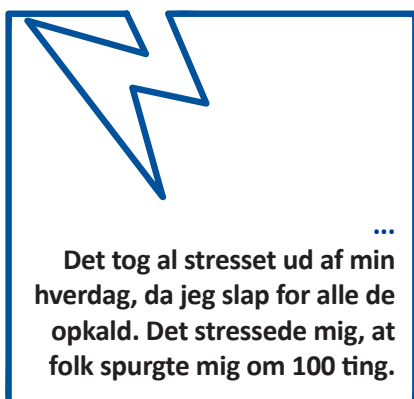 ...
Det tog al stresset ud af min
hverdag, da jeg slap for alle de
opkald. Det stressede mig, at
folk spurgte mig om 100 ting.